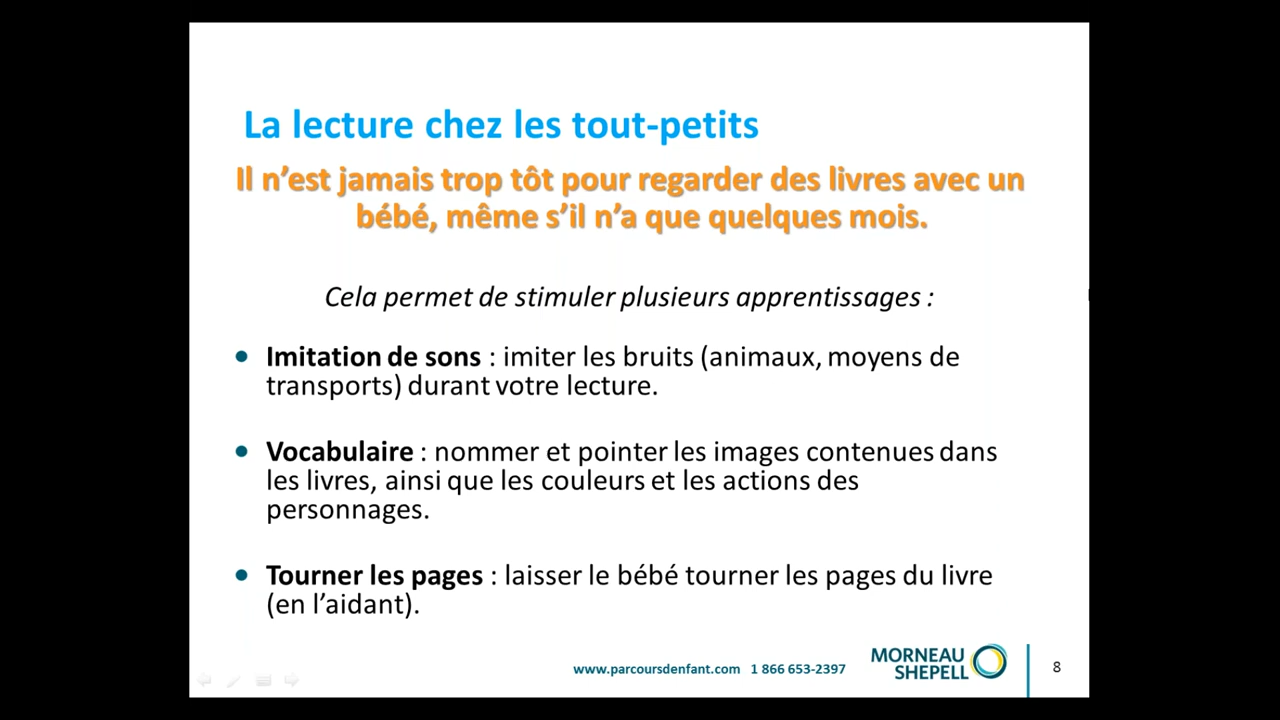 La lecture chez les tout-petits
Il n’est jamais trop tôt pour regarder des livres avec un
bébé, même s’il n’a que quelques mois.
Cela permet de stimuler plusieurs apprentissages :
• Imitation de sons : imiter les bruits (animaux, moyens de
transports) durant votre lecture.
• Vocabulaire : nommer et pointer les images contenues dans
les livres, ainsi que les couleurs et les actions des
personnages.
• Tourner les pages : laisser le bébé tourner les pages du livre
(en l’aidant).
www.parcoursdenfant.com 1 866 653-2397
MORNEAU
SHEPELL
8